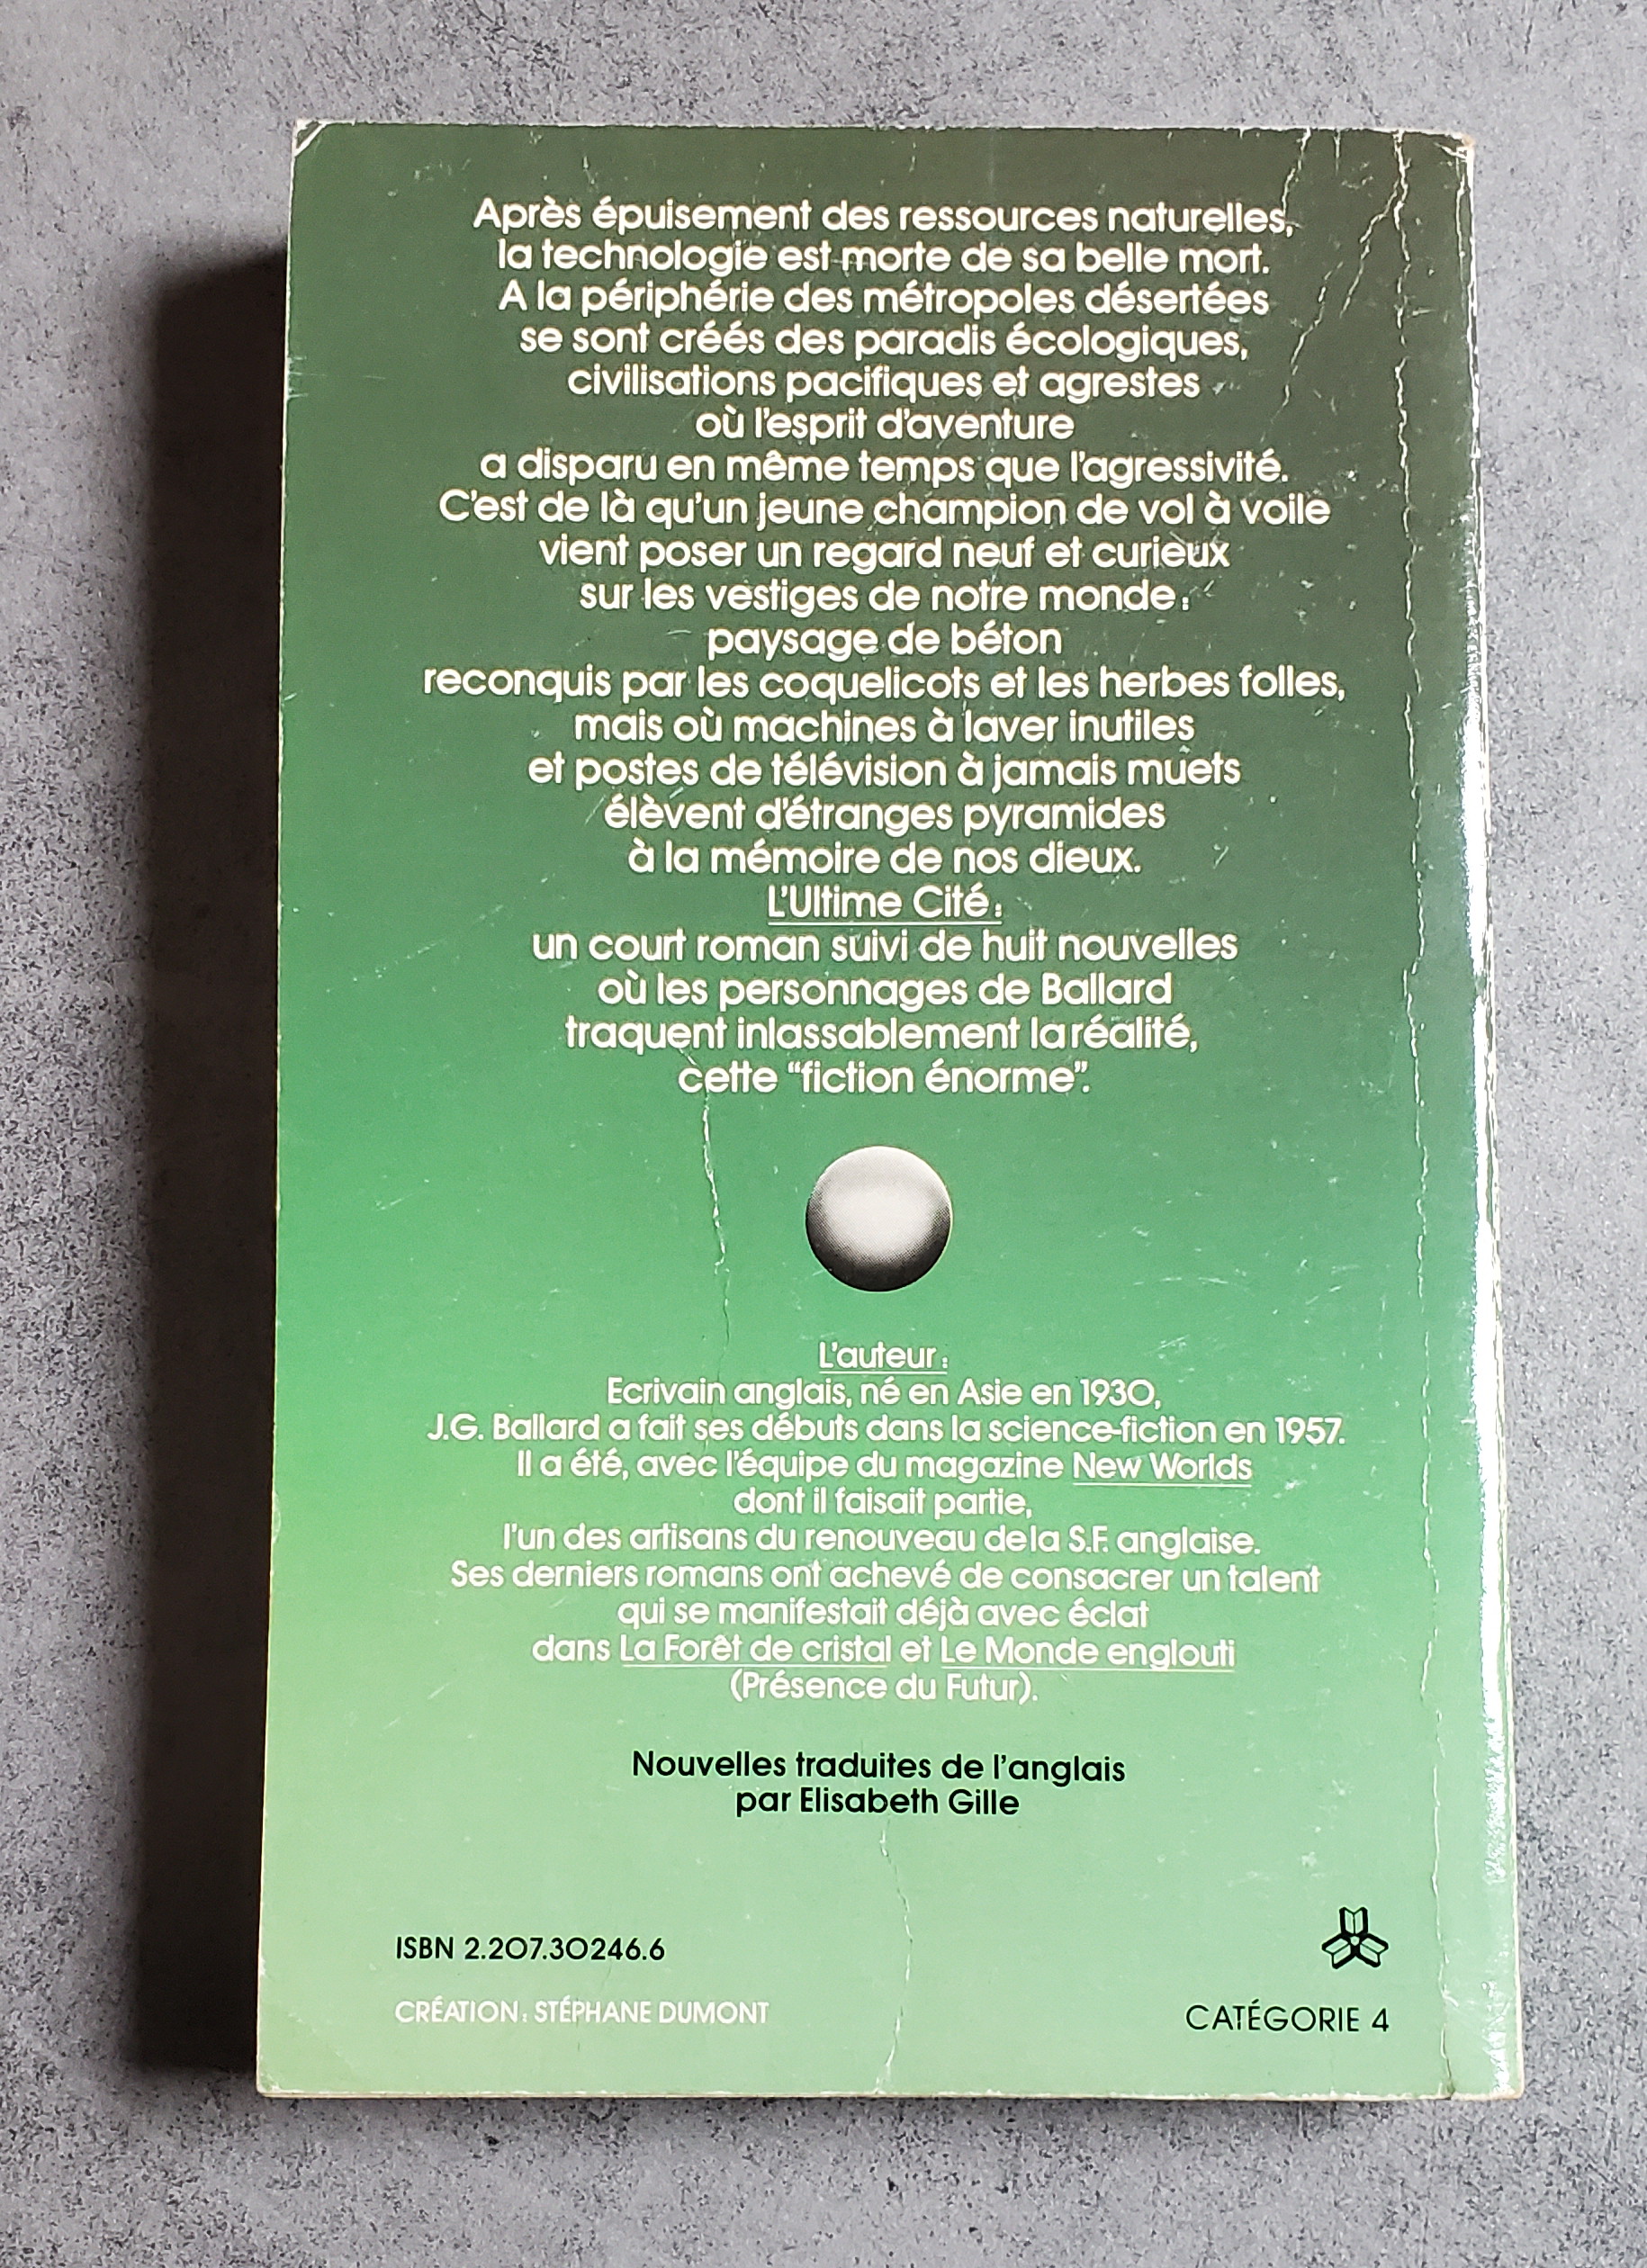 Après épuisement des ressources naturelles,
la technologie est morte de sa belle mort.
A la périphérie des métropoles désertées
se sont créés des paradis écologiques,
civilisations pacifiques et agrestes
où l'esprit d'aventure
a disparu en même temps que l'agressivité.
C'est de là qu'un jeune champion de vol à voile
vient poser un regard neuf et curieux
sur les vestiges de notre monde :
paysage de béton
reconquis par les coquelicots et les herbes folles,
mais où machines à laver inutiles
et postes de télévision à jamais muets
élèvent d'étranges pyramides
à la mémoire de nos dieux.
L'Ultime Cité :
un court roman suivi de huit nouvelles
où les personnages de Ballard
traquent inlassablement la réalité,
cette "fiction énorme".
L'auteur :
Ecrivain anglais, né en Asie en 1930,
J.G. Ballard a fait ses débuts dans la science-fiction en 1957.
Il a été, avec l'équipe du magazine New Worlds
dont il faisait partie,
l'un des artisans du renouveau de la S.F. anglaise.
Ses derniers romans ont achevé de consacrer un talent
qui se manifestait déjà avec éclat
dans La Forêt de cristal et Le Monde englouti
(Présence du Futur).
Nouvelles traduites de l'anglais
par Elisabeth Gille
ISBN 2.207.30246.6
CRÉATION : STÉPHANE DUMONT
CATÉGORIE 4